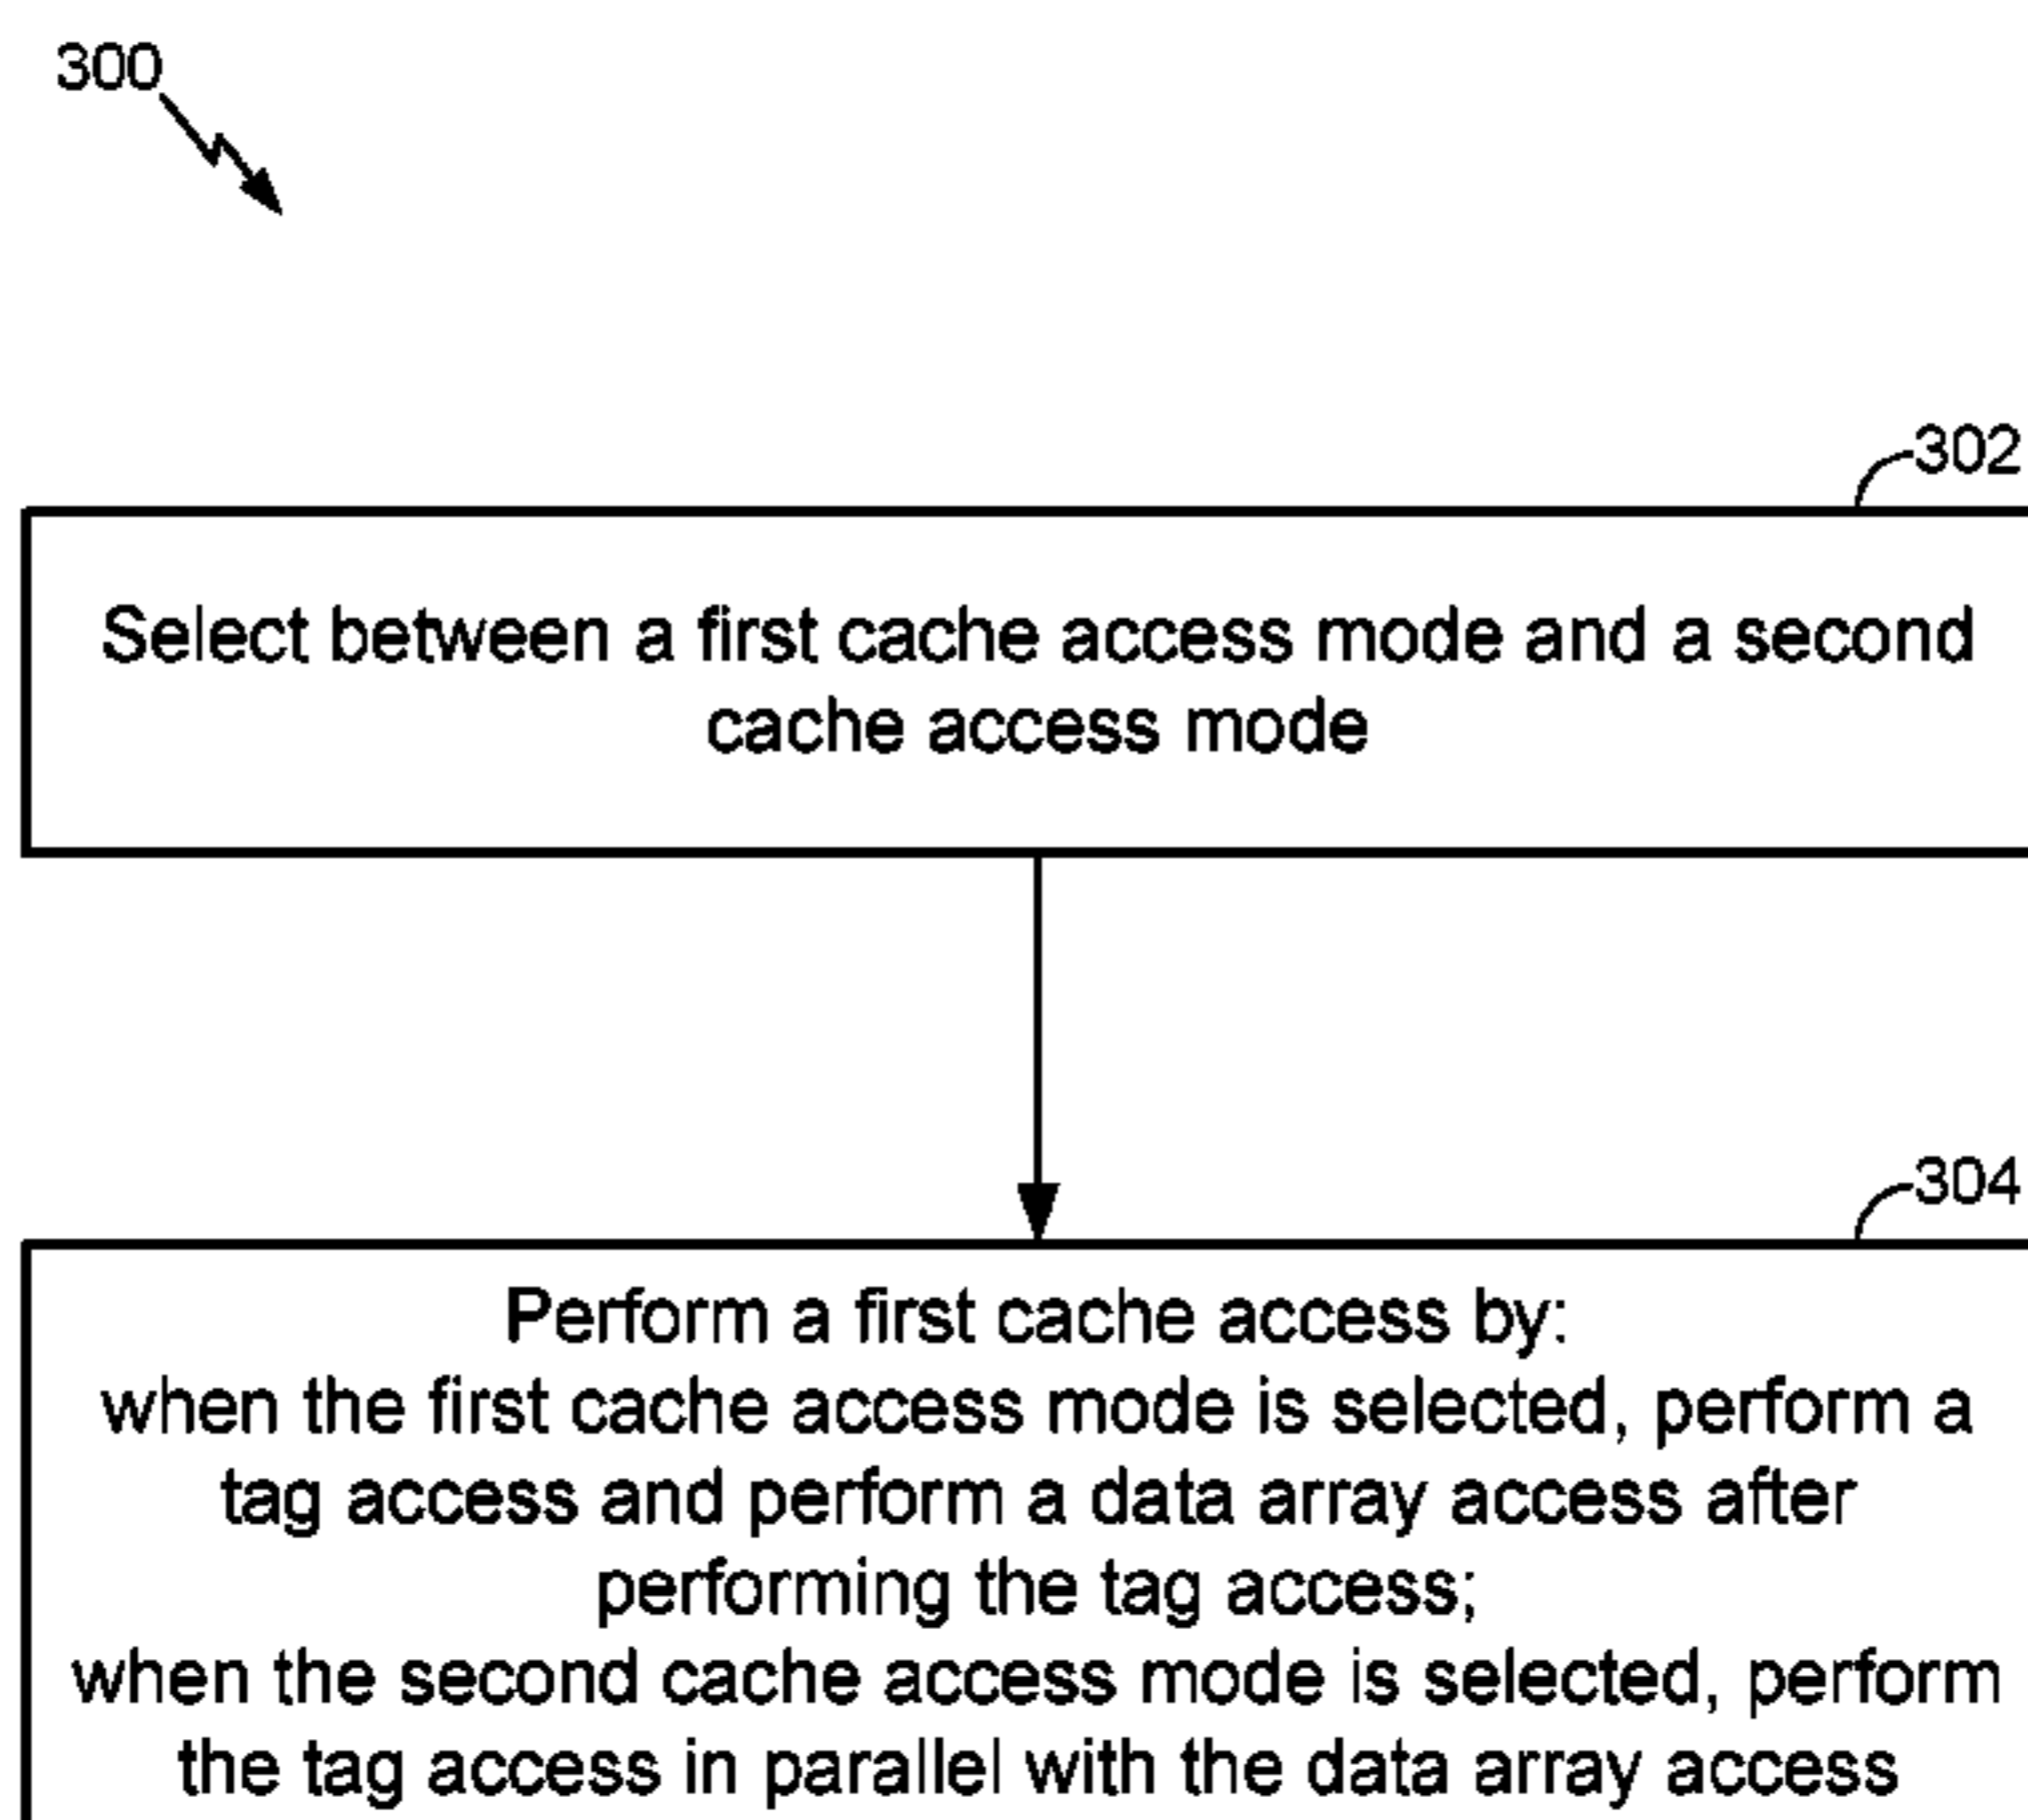 300
302
Select between a first cache access mode and a second
cache access mode
304
Perform a first cache access by:
when the first cache access mode is selected, perform a
tag access and perform a data array access after
performing the tag access;
when the second cache access mode is selected, perform
the tag access in parallel with the data array access